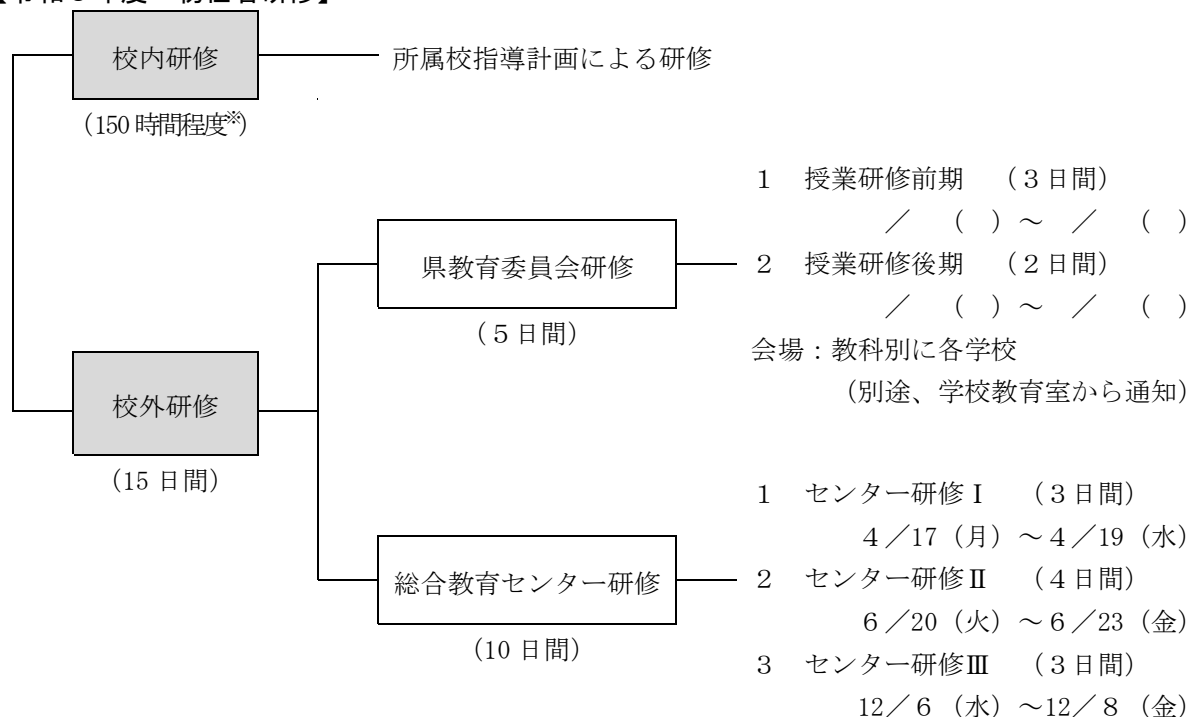 校内研修
所属校指導計画による研修
（150 時間程度※）
1　授業研修前期　（３日間）
／　（　）～　／　（　）
県教育委員会研修
2　授業研修後期　（２日間）
（５日間）
／　（　）～　／　（　）
会場：教科別に各学校
（別途、学校教育室から通知）
校外研修
（15 日間）
1　センター研修Ⅰ　（３日間）
４／17（月）～４／19（水）
総合教育センター研修
2　センター研修Ⅱ　（４日間）
６／20（火）～６／23（金）
（10 日間）
3　センター研修Ⅲ　（３日間）
12／６（水）～12／８（金）